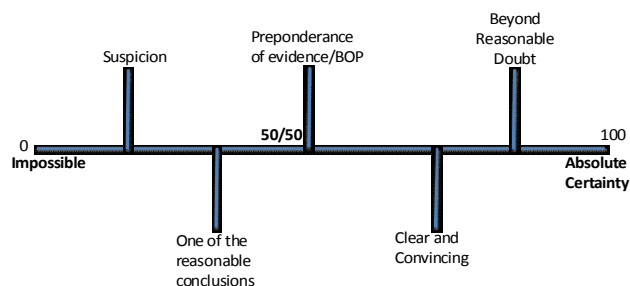 Beyond
Reasonable
Doubt
Preponderance
of evidence/BOP
Suspicion
50/50
0
100
Impossible
Absolute
Certainty
One of the
reasonable
conclusions
Clear and
Convincing